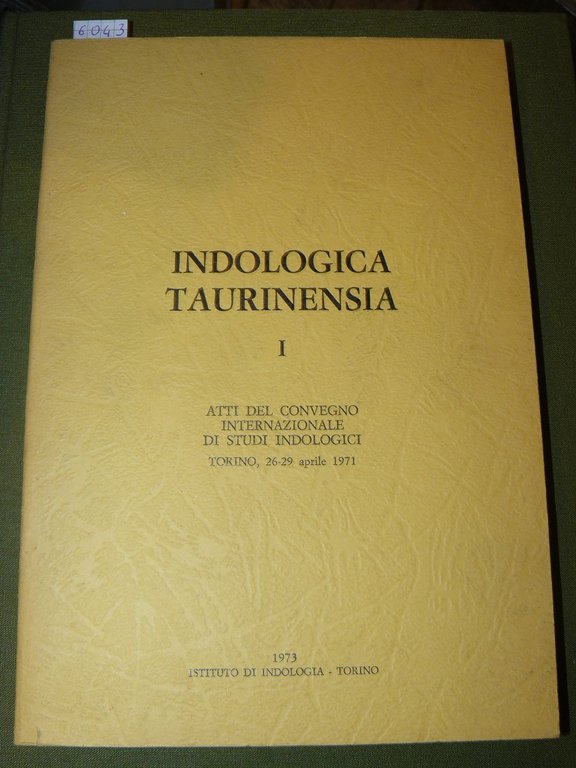 6043
INDOLOGICA
TAURINENSIA
I
ATTI DEL CONVEGNO
INTERNAZIONALE
DI STUDI INDOLOGICI
TORINO, 26-29 aprile 1971
1973
ISTITUTO DI INDOLOGIA - TORINO